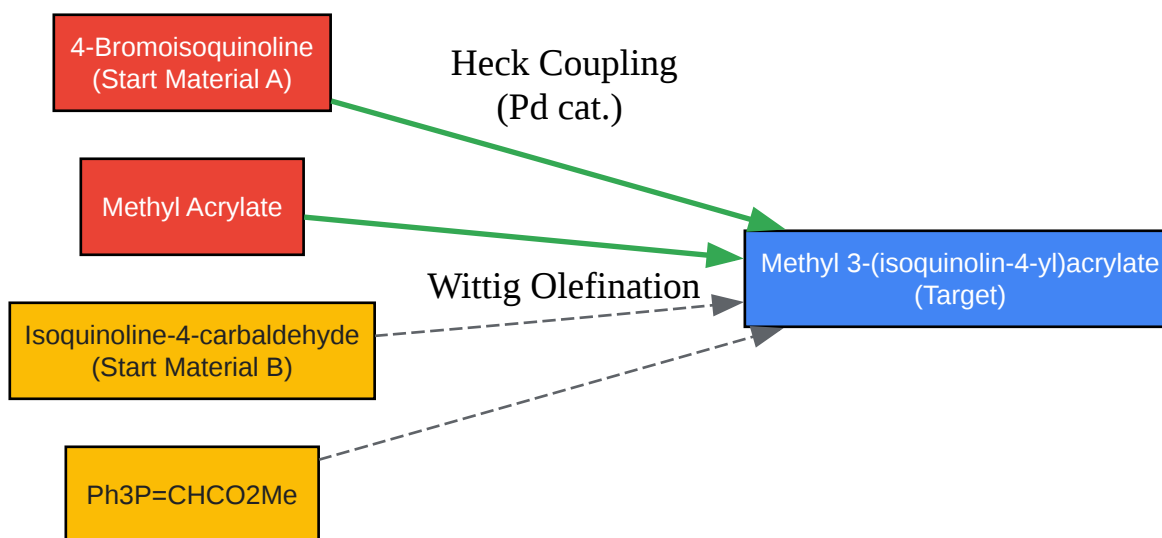 4-Bromoisoquinoline
(Start Material A)
Heck Coupling
(Pd cat.)
Methyl Acrylate
Methyl 3-(isoquinolin-4-yl)acrylate
(Target)
Wittig Olefination
Isoquinoline-4-carbaldehyde
(Start Material B)
Ph3P=CHCO2Me